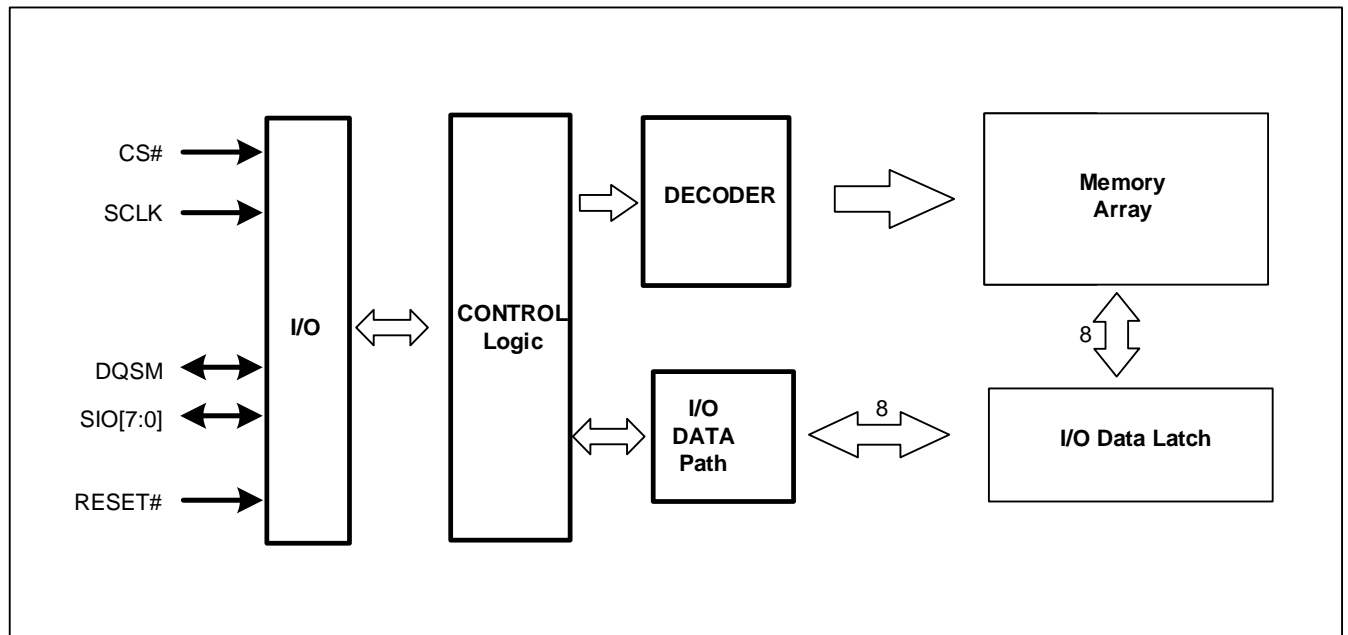 CS#
SCLK
DQSM
SIO[7:0]
RESET#
I/O
CONTROL
Logic
DECODER
I/O
DATA
Path
8
Memory
Array
8
I/O Data Latch